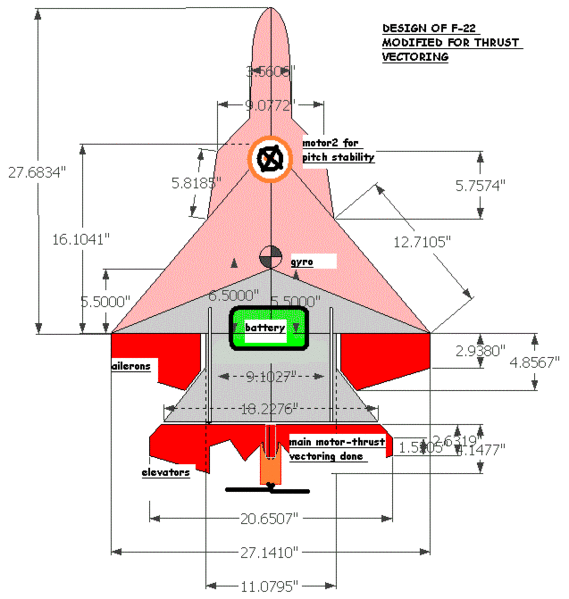 DESIGN OF F-22
MODIFIED FOR THRUST
VECTORING
3.5606"
9.0772"
motor2 for
pitch stability
27.6834"
5.8185"
5.7574"
16.1041"
12.7105"
gyro
5.5000"
6.5000"
5.5000"
battery
2.9380"
4.8567"
ailerons
9.1027"
18.2276"
main motor-thrust
vectoring done
2.6319"
4.1477"
elevators
20.6507"
27.1410"
11.0795"